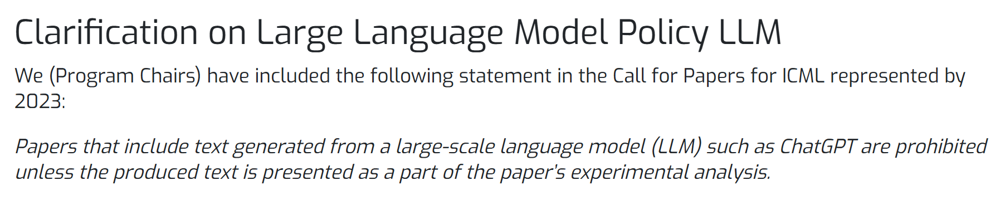 Clarification on Large Language Model Policy LLM
We (Program Chairs) have included the following statement in the Call for Papers for ICML represented by
2023:
Papers that include text generated from a large-scale language model (LLM) such as ChatGPT are prohibited
unless the produced text is presented as a part of the paper’s experimental analysis.